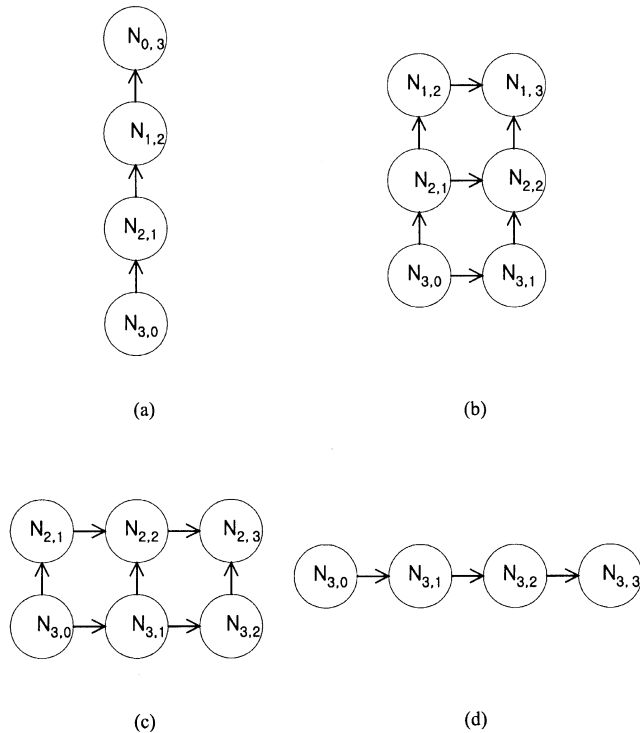 N0, 3
N1,2
N2,1
N3,0
(a)
N1,2 N1, 3
N2,1 N2,2
N3,0 N3,1
(b)
N2,1 N2,2 N2, 3
N3,0 N3,1 N3,2
(c)
N3,0 N3,1 N3,2 N3, 3
(d)